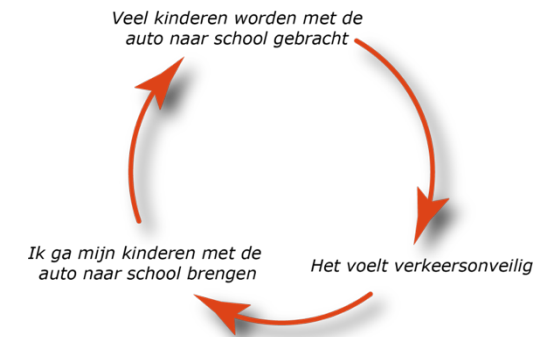 Veel kinderen worden met de
auto naar school gebracht
Het voelt verkeersonveilig
Ik ga mijn kinderen met de
auto naar school brengen